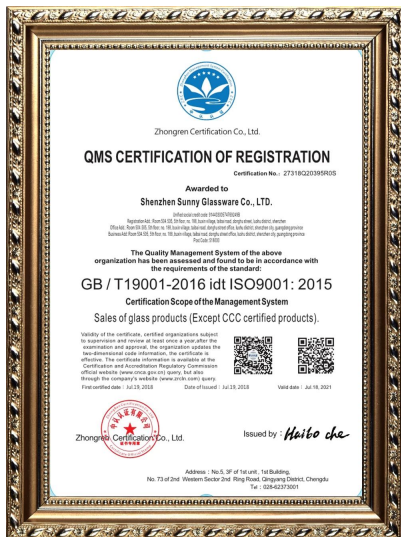 Zhongren Certification Co., Ltd.
QMS CERTIFICATION OF REGISTRATION
Certification No.: 27318Q20395R0S
Awarded to
Shenzhen Sunny Glassware Co., LTD.
The Quality Management System of the above
organization has been assessed and found to be in accordance with
the requirements of the standard:
GB / T19001-2016 idt ISO9001: 2015
Certification Scope of the Management System
Sales of glass products (Except CCC certified products).
Validity of the certificate, certified organizations subject
to supervision and review at least once a year, after the
examination and approval, the organization updates the
two-dimensional code information, the certificate is
effective. The certificate information is available at the
Certification and Accreditation Regulatory Commission
official website (www.cnca.gov.cn) query, but also
through the company's website (www.zrcln.com) query.
First certified date : Jul.19, 2018 Date of Issued : Jul.19, 2018 Valid date : Jul.18, 2021
Zhongren Certification Co., Ltd.
Issued by : Haibo che
Address : No.5, 3F of 1st unit , 1st Building,
No. 73 of 2nd Western Sector 2nd Ring Road, Qingyang District, Chengdu
Tel : 028-62373001